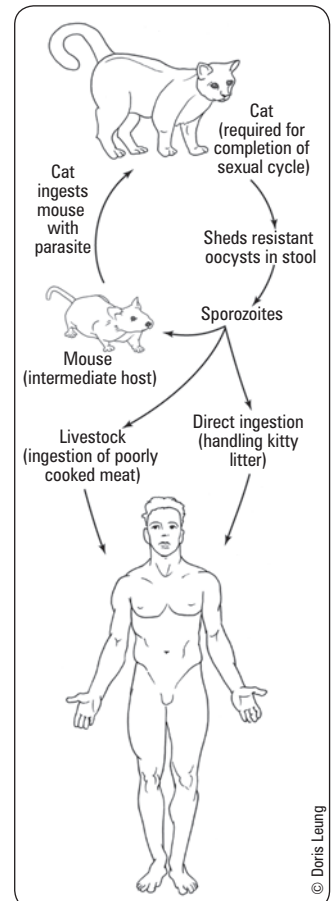 Cat
(required for
completion of
sexual cycle)
Cat
ingests
mouse
with
parasite
Sheds resistant
oocysts in stool
Sporozoites
Mouse
(intermediate host)
Livestock
(ingestion of poorly
cooked meat)
Direct ingestion
(handling kitty
litter)
© Doris Leung